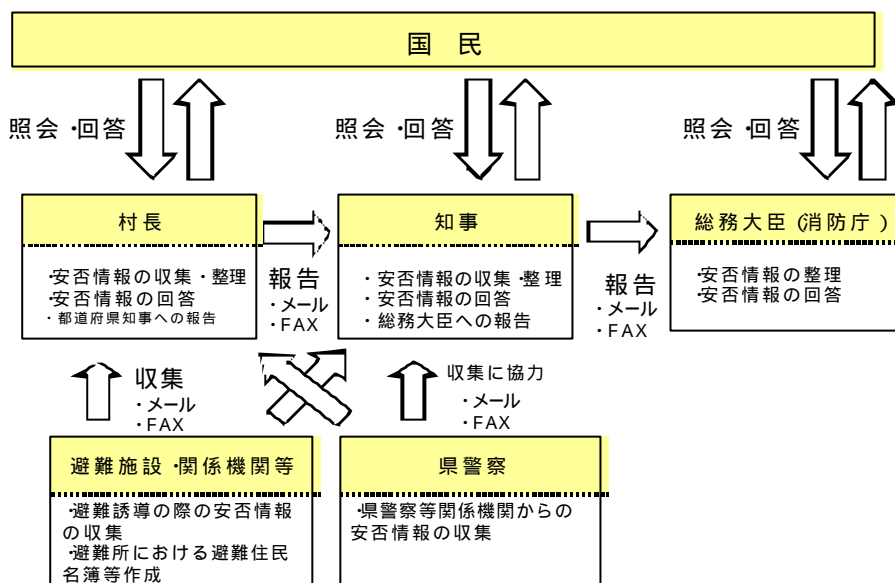 国 民
照会・回答
照会・回答
照会・回答
村長
・安否情報の収集・整理
・安否情報の回答
・都道府県知事への報告
報告
・メール
・FAX
知事
・安否情報の収集・整理
・安否情報の回答
・総務大臣への報告
報告
・メール
・FAX
総務大臣(消防庁)
・安否情報の整理
・安否情報の回答
収集
・メール
・FAX
収集に協力
・メール
・FAX
避難施設・関係機関等
・避難誘導の際の安否情報
の収集
・避難所における避難住民
名簿等作成
県警察
・県警察等関係機関からの
安否情報の収集